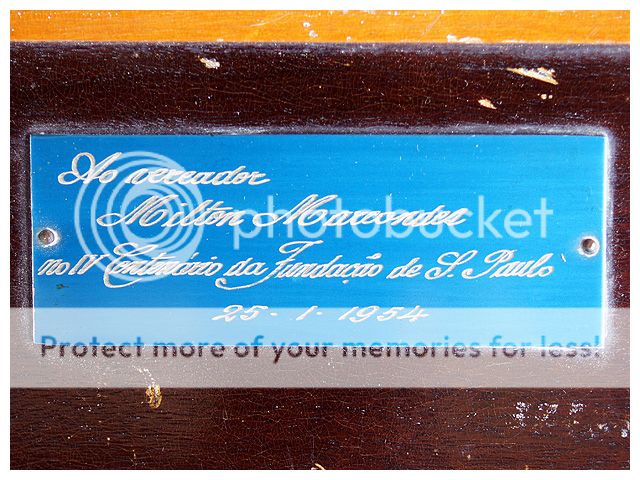 Ao vereador
Milton Marcondes
no IV Centenário da Fundação de S. Paulo
25 - 1 - 1954
photobucket
Protect more of your memories for less!